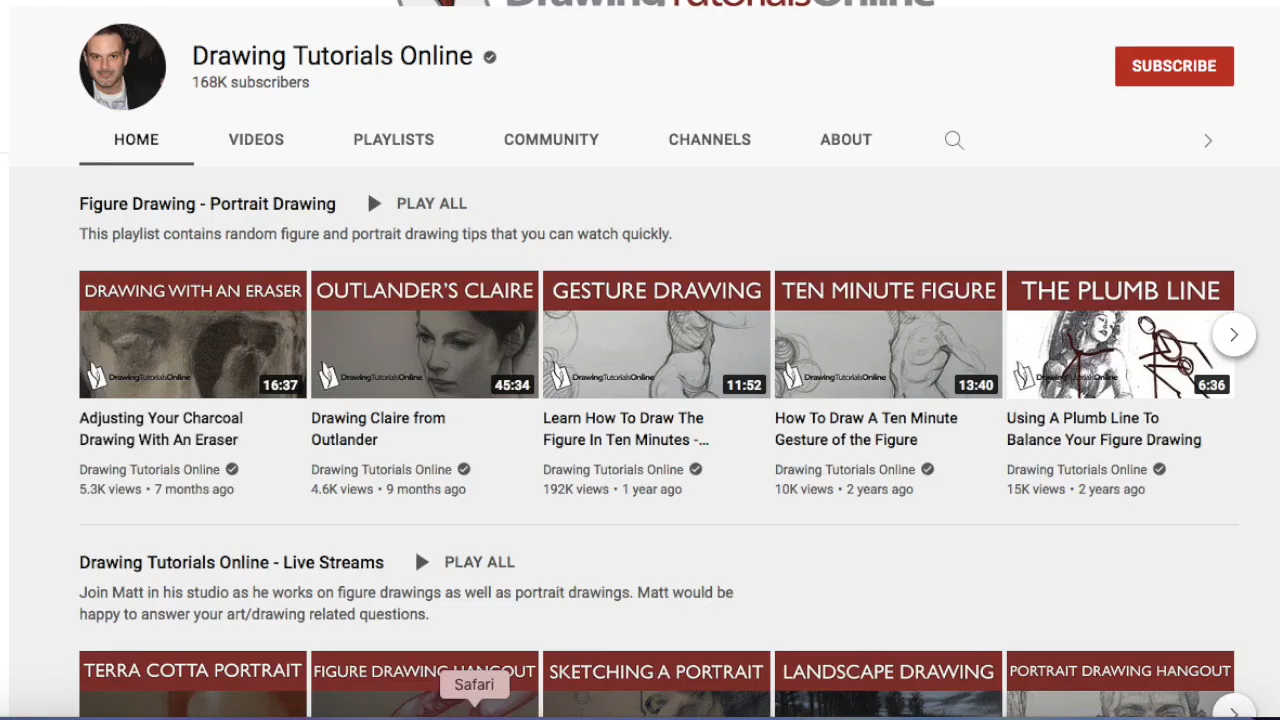 DrawingTutorialsOnline
Drawing Tutorials Online
168K subscribers
SUBSCRIBE
HOME VIDEOS PLAYLISTS COMMUNITY CHANNELS ABOUT
Figure Drawing - Portrait Drawing PLAY ALL
This playlist contains random figure and portrait drawing tips that you can watch quickly.
DRAWING WITH AN ERASER OUTLANDER'S CLAIRE GESTURE DRAWING TEN MINUTE FIGURE THE PLUMB LINE
DrawingTutorialsOnline DrawingTutorialsOnline DrawingTutorialsOnline DrawingTutorialsOnline DrawingTutorialsOnline
16:37 45:34 11:52 13:40 6:36
Adjusting Your Charcoal Drawing Claire from Learn How To Draw The How To Draw A Ten Minute Using A Plumb Line To
Drawing With An Eraser Outlander Figure In Ten Minutes -... Gesture of the Figure Balance Your Figure Drawing
Drawing Tutorials Online Drawing Tutorials Online Drawing Tutorials Online Drawing Tutorials Online Drawing Tutorials Online
5.3K views • 7 months ago 4.6K views • 9 months ago 192K views • 1 year ago 10K views • 2 years ago 15K views • 2 years ago
Drawing Tutorials Online - Live Streams PLAY ALL
Join Matt in his studio as he works on figure drawings as well as portrait drawings. Matt would be
happy to answer your art/drawing related questions.
TERRA COTTA PORTRAIT FIGURE DRAWING HANGOUT SKETCHING A PORTRAIT LANDSCAPE DRAWING PORTRAIT DRAWING HANGOUT
Safari